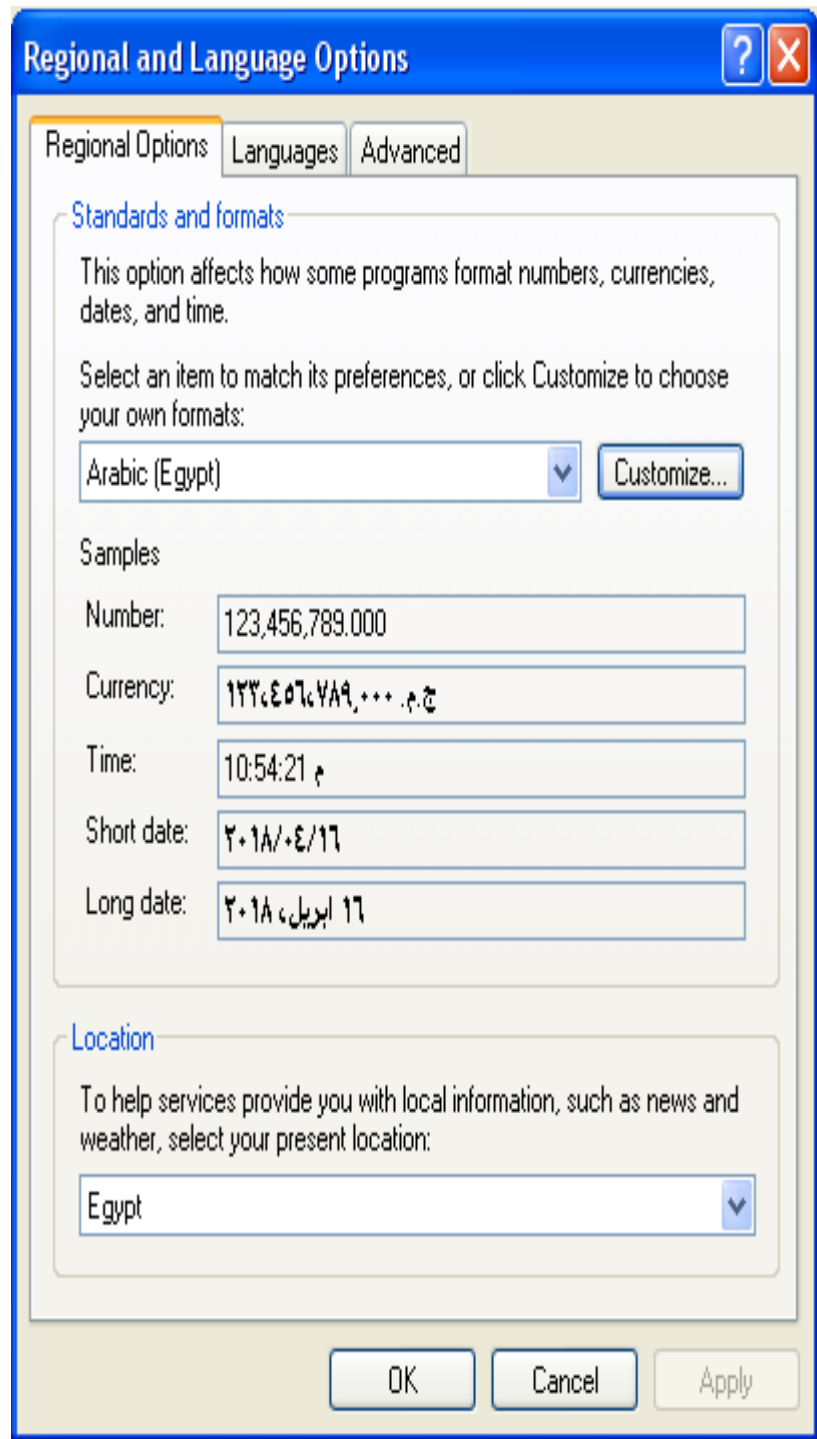 Regional and Language Options
Regional Options Languages Advanced
Standards and formats
This option affects how some programs format numbers, currencies,
dates, and time.
Select an item to match its preferences, or click Customize to choose
your own formats:
Arabic (Egypt) Customize...
Samples
Number: 123,456,789.000
Currency: ج.م. ١٢٣،٤٥٦،٧٨٩٫٠٠٠
Time: 10:54:21 م
Short date: ٢٠١٨/٠٤/١٦
Long date: ١٦ ابريل، ٢٠١٨
Location
To help services provide you with local information, such as news and
weather, select your present location:
Egypt
OK Cancel Apply